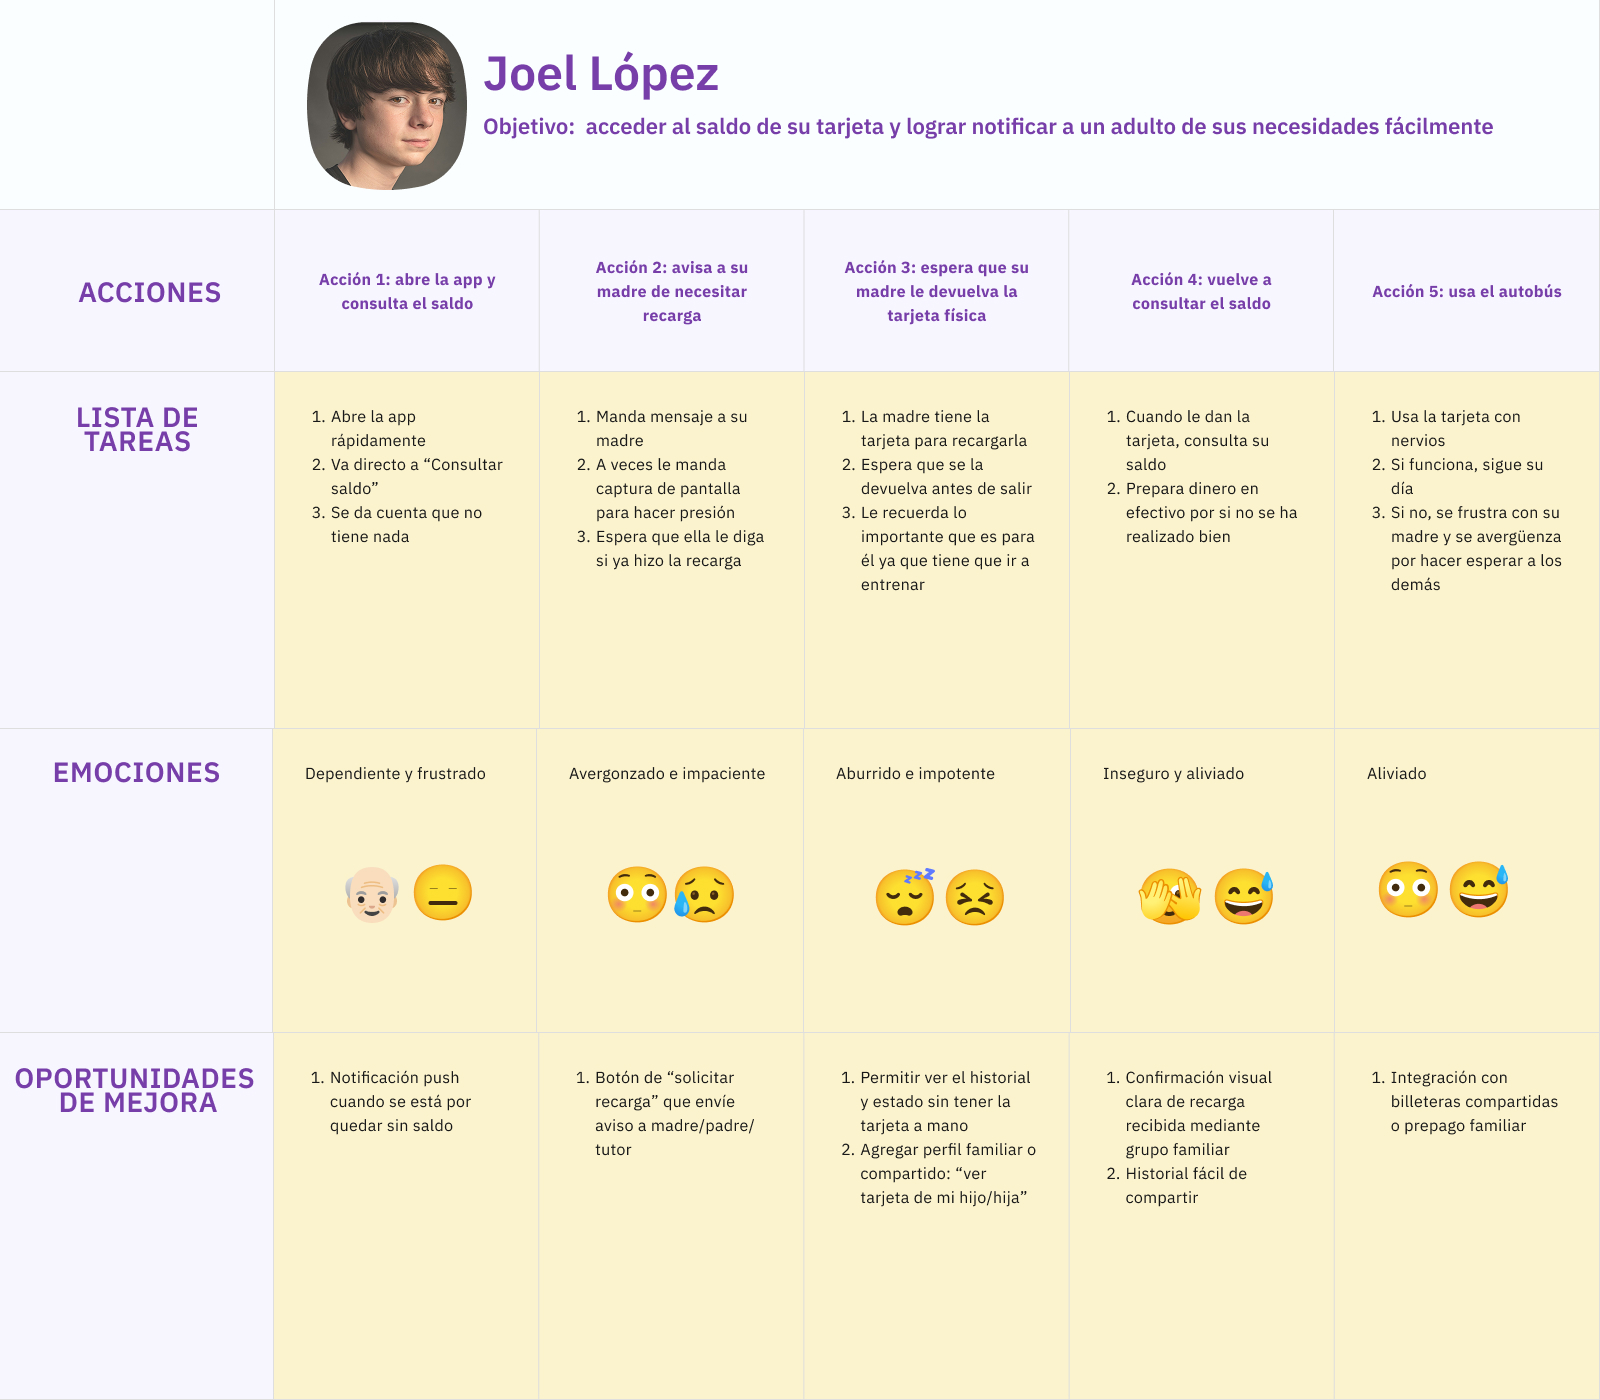 Joel López
Objetivo:  acceder al saldo de su tarjeta y lograr notificar a un adulto de sus necesidades fácilmente
ACCIONES
Acción 1: abre la app y
consulta el saldo
Acción 2: avisa a su
madre de necesitar
recarga
Acción 3: espera que su
madre le devuelva la
tarjeta física
Acción 4: vuelve a
consultar el saldo
Acción 5: usa el autobús
LISTA DE
TAREAS
1. Abre la app
rápidamente
2. Va directo a “Consultar
saldo”
3. Se da cuenta que no
tiene nada
1. Manda mensaje a su
madre
2. A veces le manda
captura de pantalla
para hacer presión
3. Espera que ella le diga
si ya hizo la recarga
1. La madre tiene la
tarjeta para recargarla
2. Espera que se la
devuelva antes de salir
3. Le recuerda lo
importante que es para
él ya que tiene que ir a
entrenar
1. Cuando le dan la
tarjeta, consulta su
saldo
2. Prepara dinero en
efectivo por si no se ha
realizado bien
1. Usa la tarjeta con
nervios
2. Si funciona, sigue su
día
3. Si no, se frustra con su
madre y se avergüenza
por hacer esperar a los
demás
EMOCIONES
Dependiente y frustrado
Avergonzado e impaciente
Aburrido e impotente
Inseguro y aliviado
Aliviado
OPORTUNIDADES
DE MEJORA
1. Notificación push
cuando se está por
quedar sin saldo
1. Botón de “solicitar
recarga” que envíe
aviso a madre/padre/
tutor
1. Permitir ver el historial
y estado sin tener la
tarjeta a mano
2. Agregar perfil familiar o
compartido: “ver
tarjeta de mi hijo/hija”
1. Confirmación visual
clara de recarga
recibida mediante
grupo familiar
2. Historial fácil de
compartir
1. Integración con
billeteras compartidas
o prepago familiar